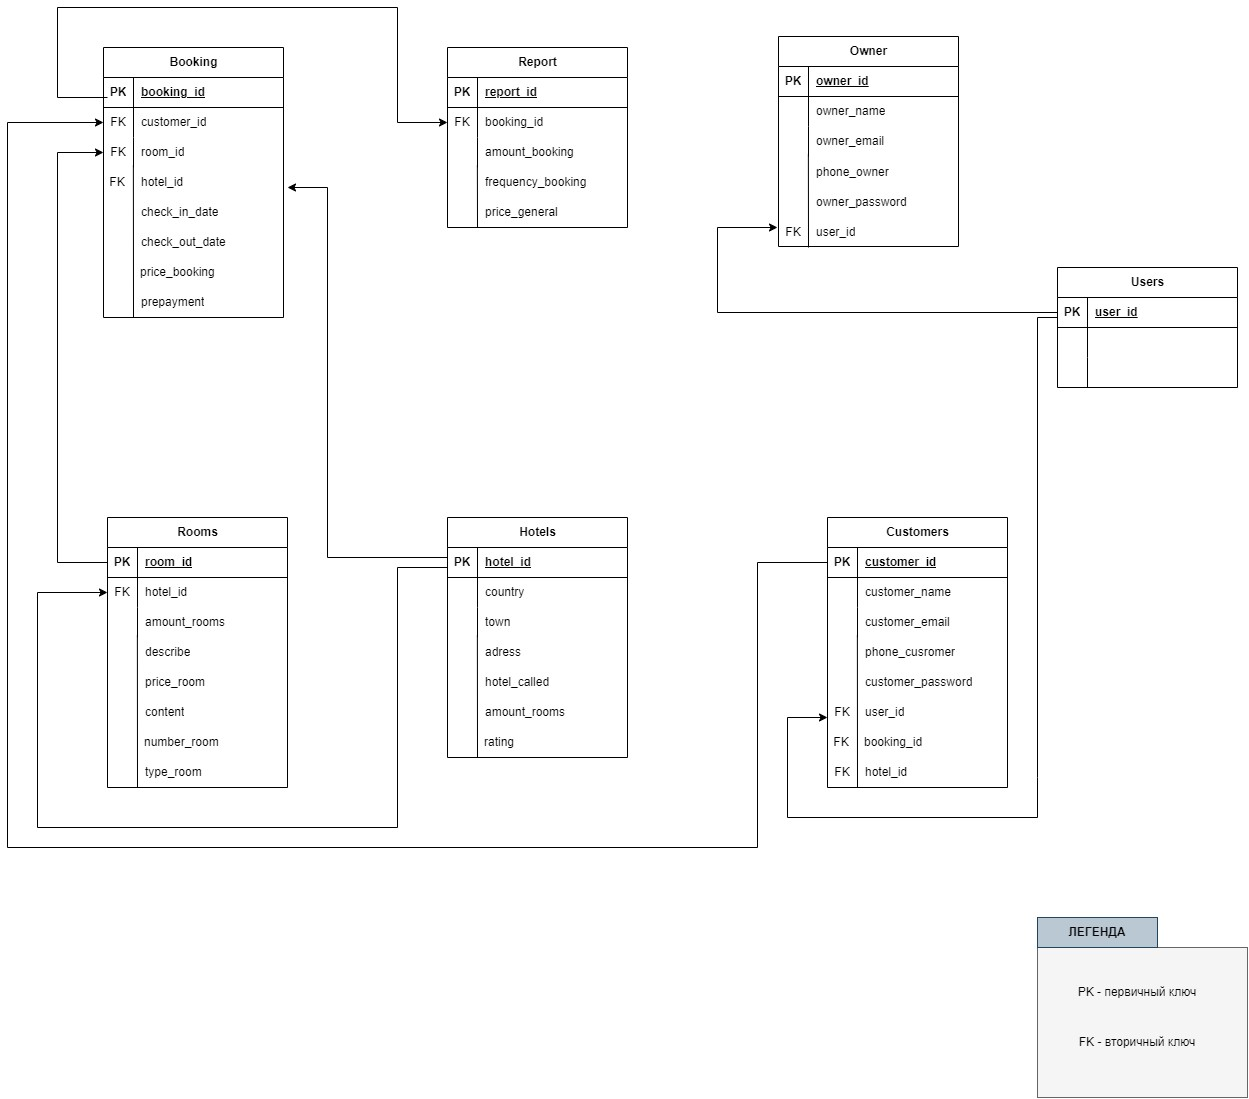 Booking
PK booking_id
FK customer_id
FK room_id
FK hotel_id
check_in_date
check_out_date
price_booking
prepayment
Report
PK report_id
FK booking_id
amount_booking
frequency_booking
price_general
Owner
PK owner_id
owner_name
owner_email
phone_owner
owner_password
FK user_id
Users
PK user_id
Rooms
PK room_id
FK hotel_id
amount_rooms
describe
price_room
content
number_room
type_room
Hotels
PK hotel_id
country
town
adress
hotel_called
amount_rooms
rating
Customers
PK customer_id
customer_name
customer_email
phone_cusromer
customer_password
FK user_id
FK booking_id
FK hotel_id
ЛЕГЕНДА
PK - первичный ключ
FK - вторичный ключ